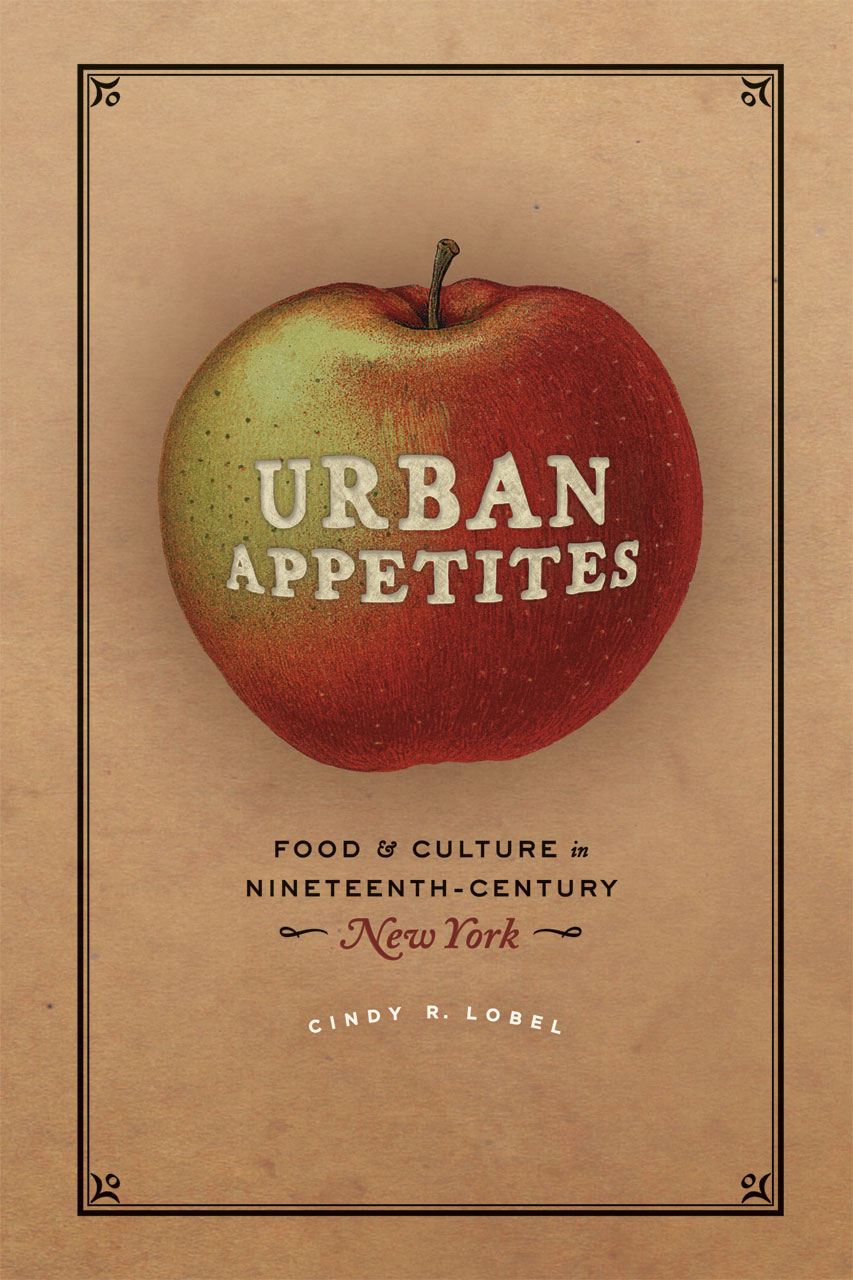 URBAN
APPETITES
FOOD & CULTURE in
NINETEENTH-CENTURY
New York
CINDY R. LOBEL